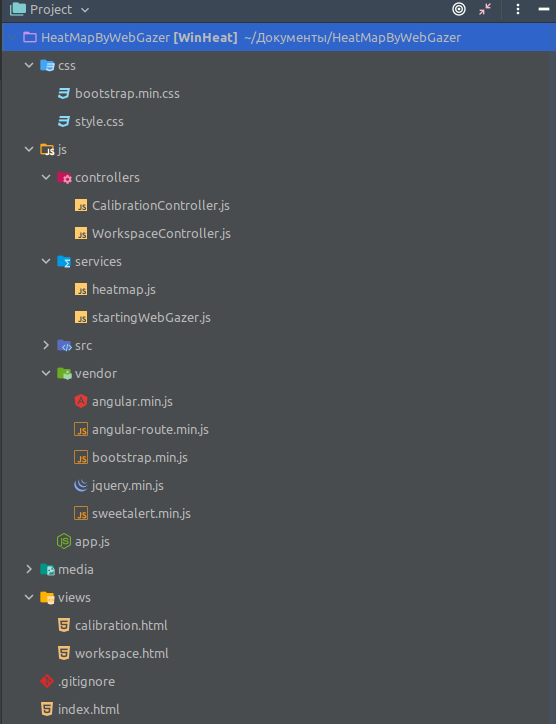 Project
HeatMapByWebGazer [WinHeat] ~/Документы/HeatMapByWebGazer
css
bootstrap.min.css
style.css
js
controllers
CalibrationController.js
WorkspaceController.js
services
heatmap.js
startingWebGazer.js
src
vendor
angular.min.js
angular-route.min.js
bootstrap.min.js
jquery.min.js
sweetalert.min.js
app.js
media
views
calibration.html
workspace.html
.gitignore
index.html